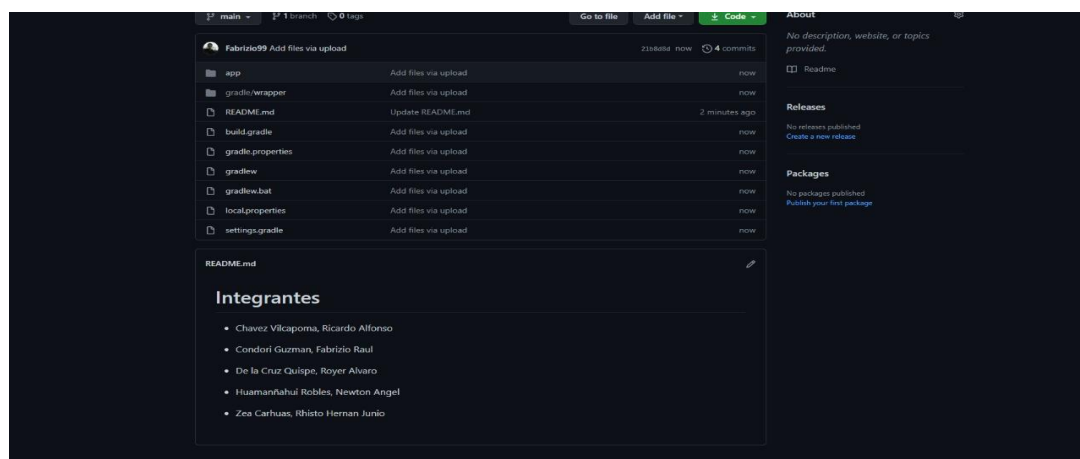 main 1 branch 0 tags Go to file Add file Code
Fabrizio99 Add files via upload 21b8d8d now 4 commits
app Add files via upload now
gradle/wrapper Add files via upload now
README.md Update README.md 2 minutes ago
build.gradle Add files via upload now
gradle.properties Add files via upload now
gradlew Add files via upload now
gradlew.bat Add files via upload now
local.properties Add files via upload now
settings.gradle Add files via upload now
README.md
Integrantes
• Chavez Vilcapoma, Ricardo Alfonso
• Condori Guzman, Fabrizio Raul
• De la Cruz Quispe, Royer Alvaro
• Huamanñahui Robles, Newton Angel
• Zea Carhuas, Rhisto Hernan Junio
About
No description, website, or topics
provided.
Readme
Releases
No releases published
Create a new release
Packages
No packages published
Publish your first package